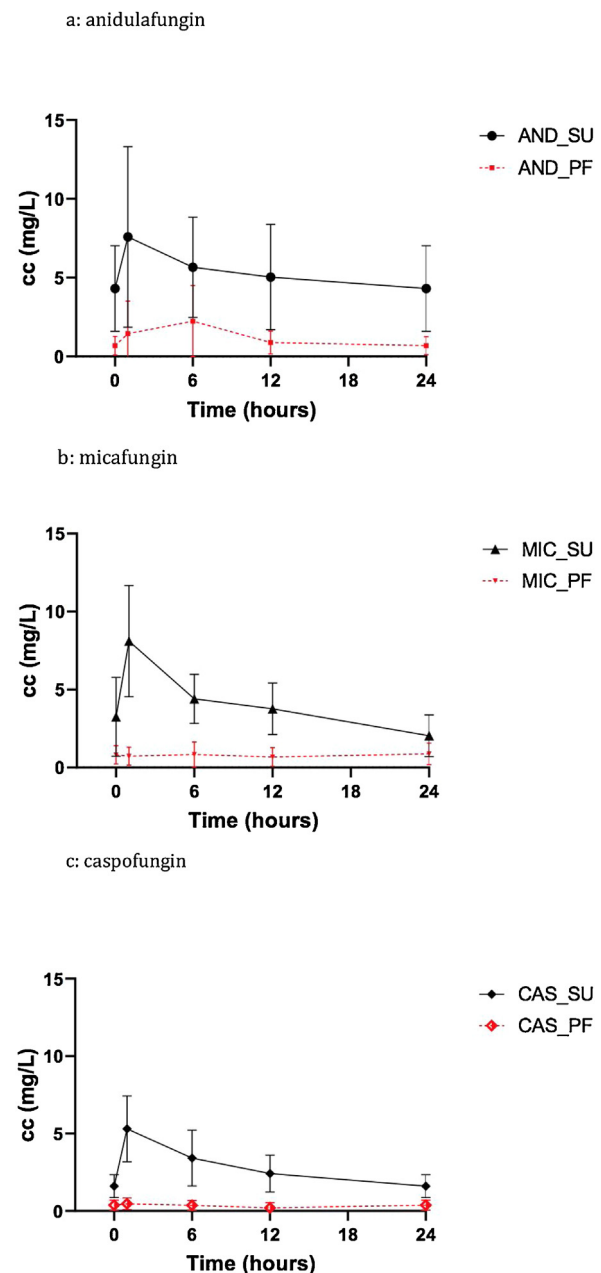 a: anidulafungin
15
10
5
0
cc (mg/L)
0 6 12 18 24
Time (hours)
AND_SU
AND_PF
b: micafungin
15
10
5
0
cc (mg/L)
0 6 12 18 24
Time (hours)
MIC_SU
MIC_PF
c: caspofungin
15
10
5
0
cc (mg/L)
0 6 12 18 24
Time (hours)
CAS_SU
CAS_PF